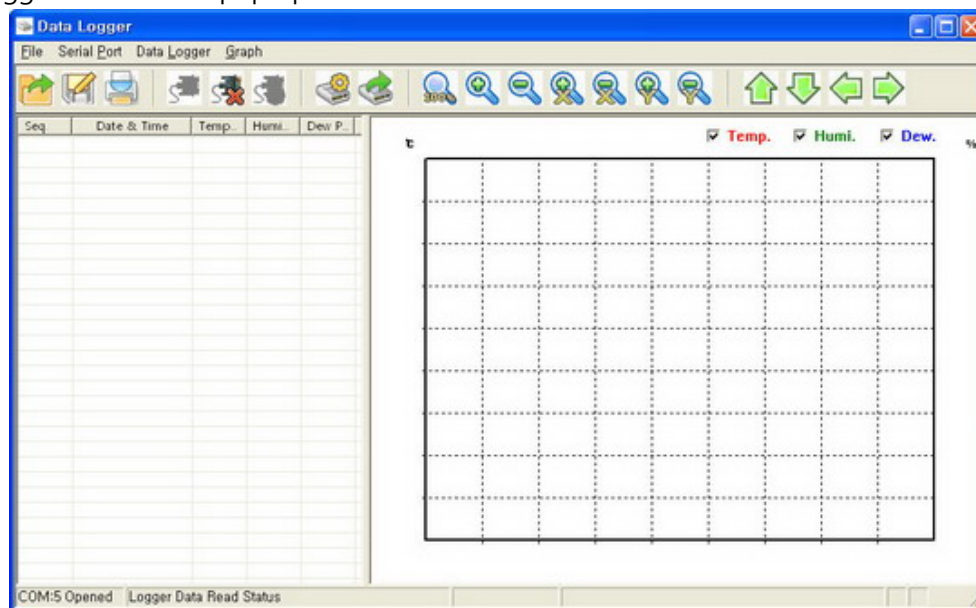 Data Logger
File Serial Port Data Logger Graph
100%
Seq Date & Time Temp.. Humi... Dew P...
℃ Temp. Humi. Dew. %
COM:5 Opened Logger Data Read Status